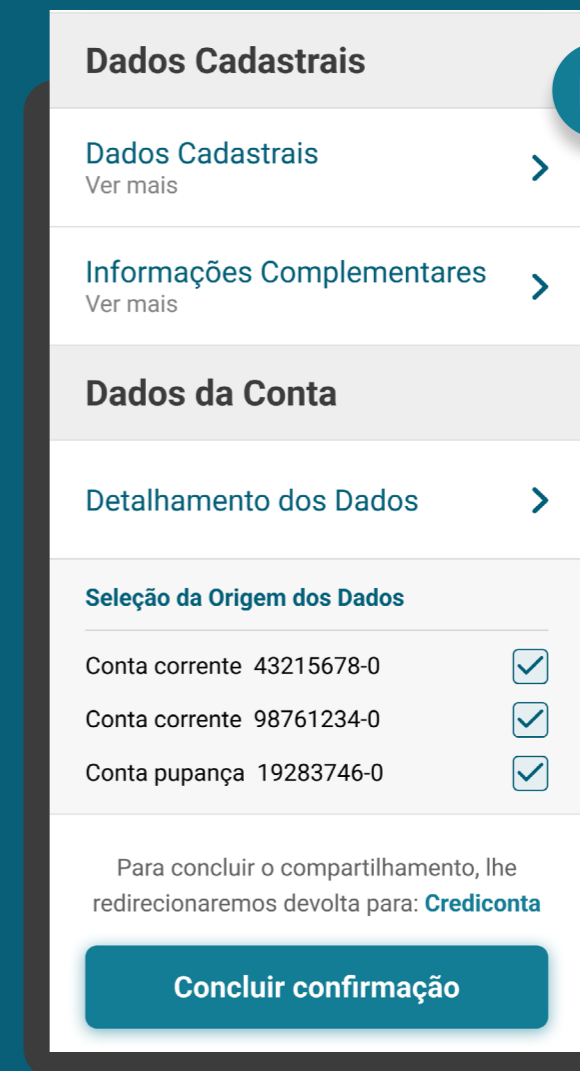 Dados Cadastrais
Dados Cadastrais
Ver mais
Informações Complementares
Ver mais
Dados da Conta
Detalhamento dos Dados
Seleção da Origem dos Dados
Conta corrente 43215678-0
Conta corrente 98761234-0
Conta pupança 19283746-0
Para concluir o compartilhamento, lhe
redirecionaremos devolta para: Crediconta
Concluir confirmação